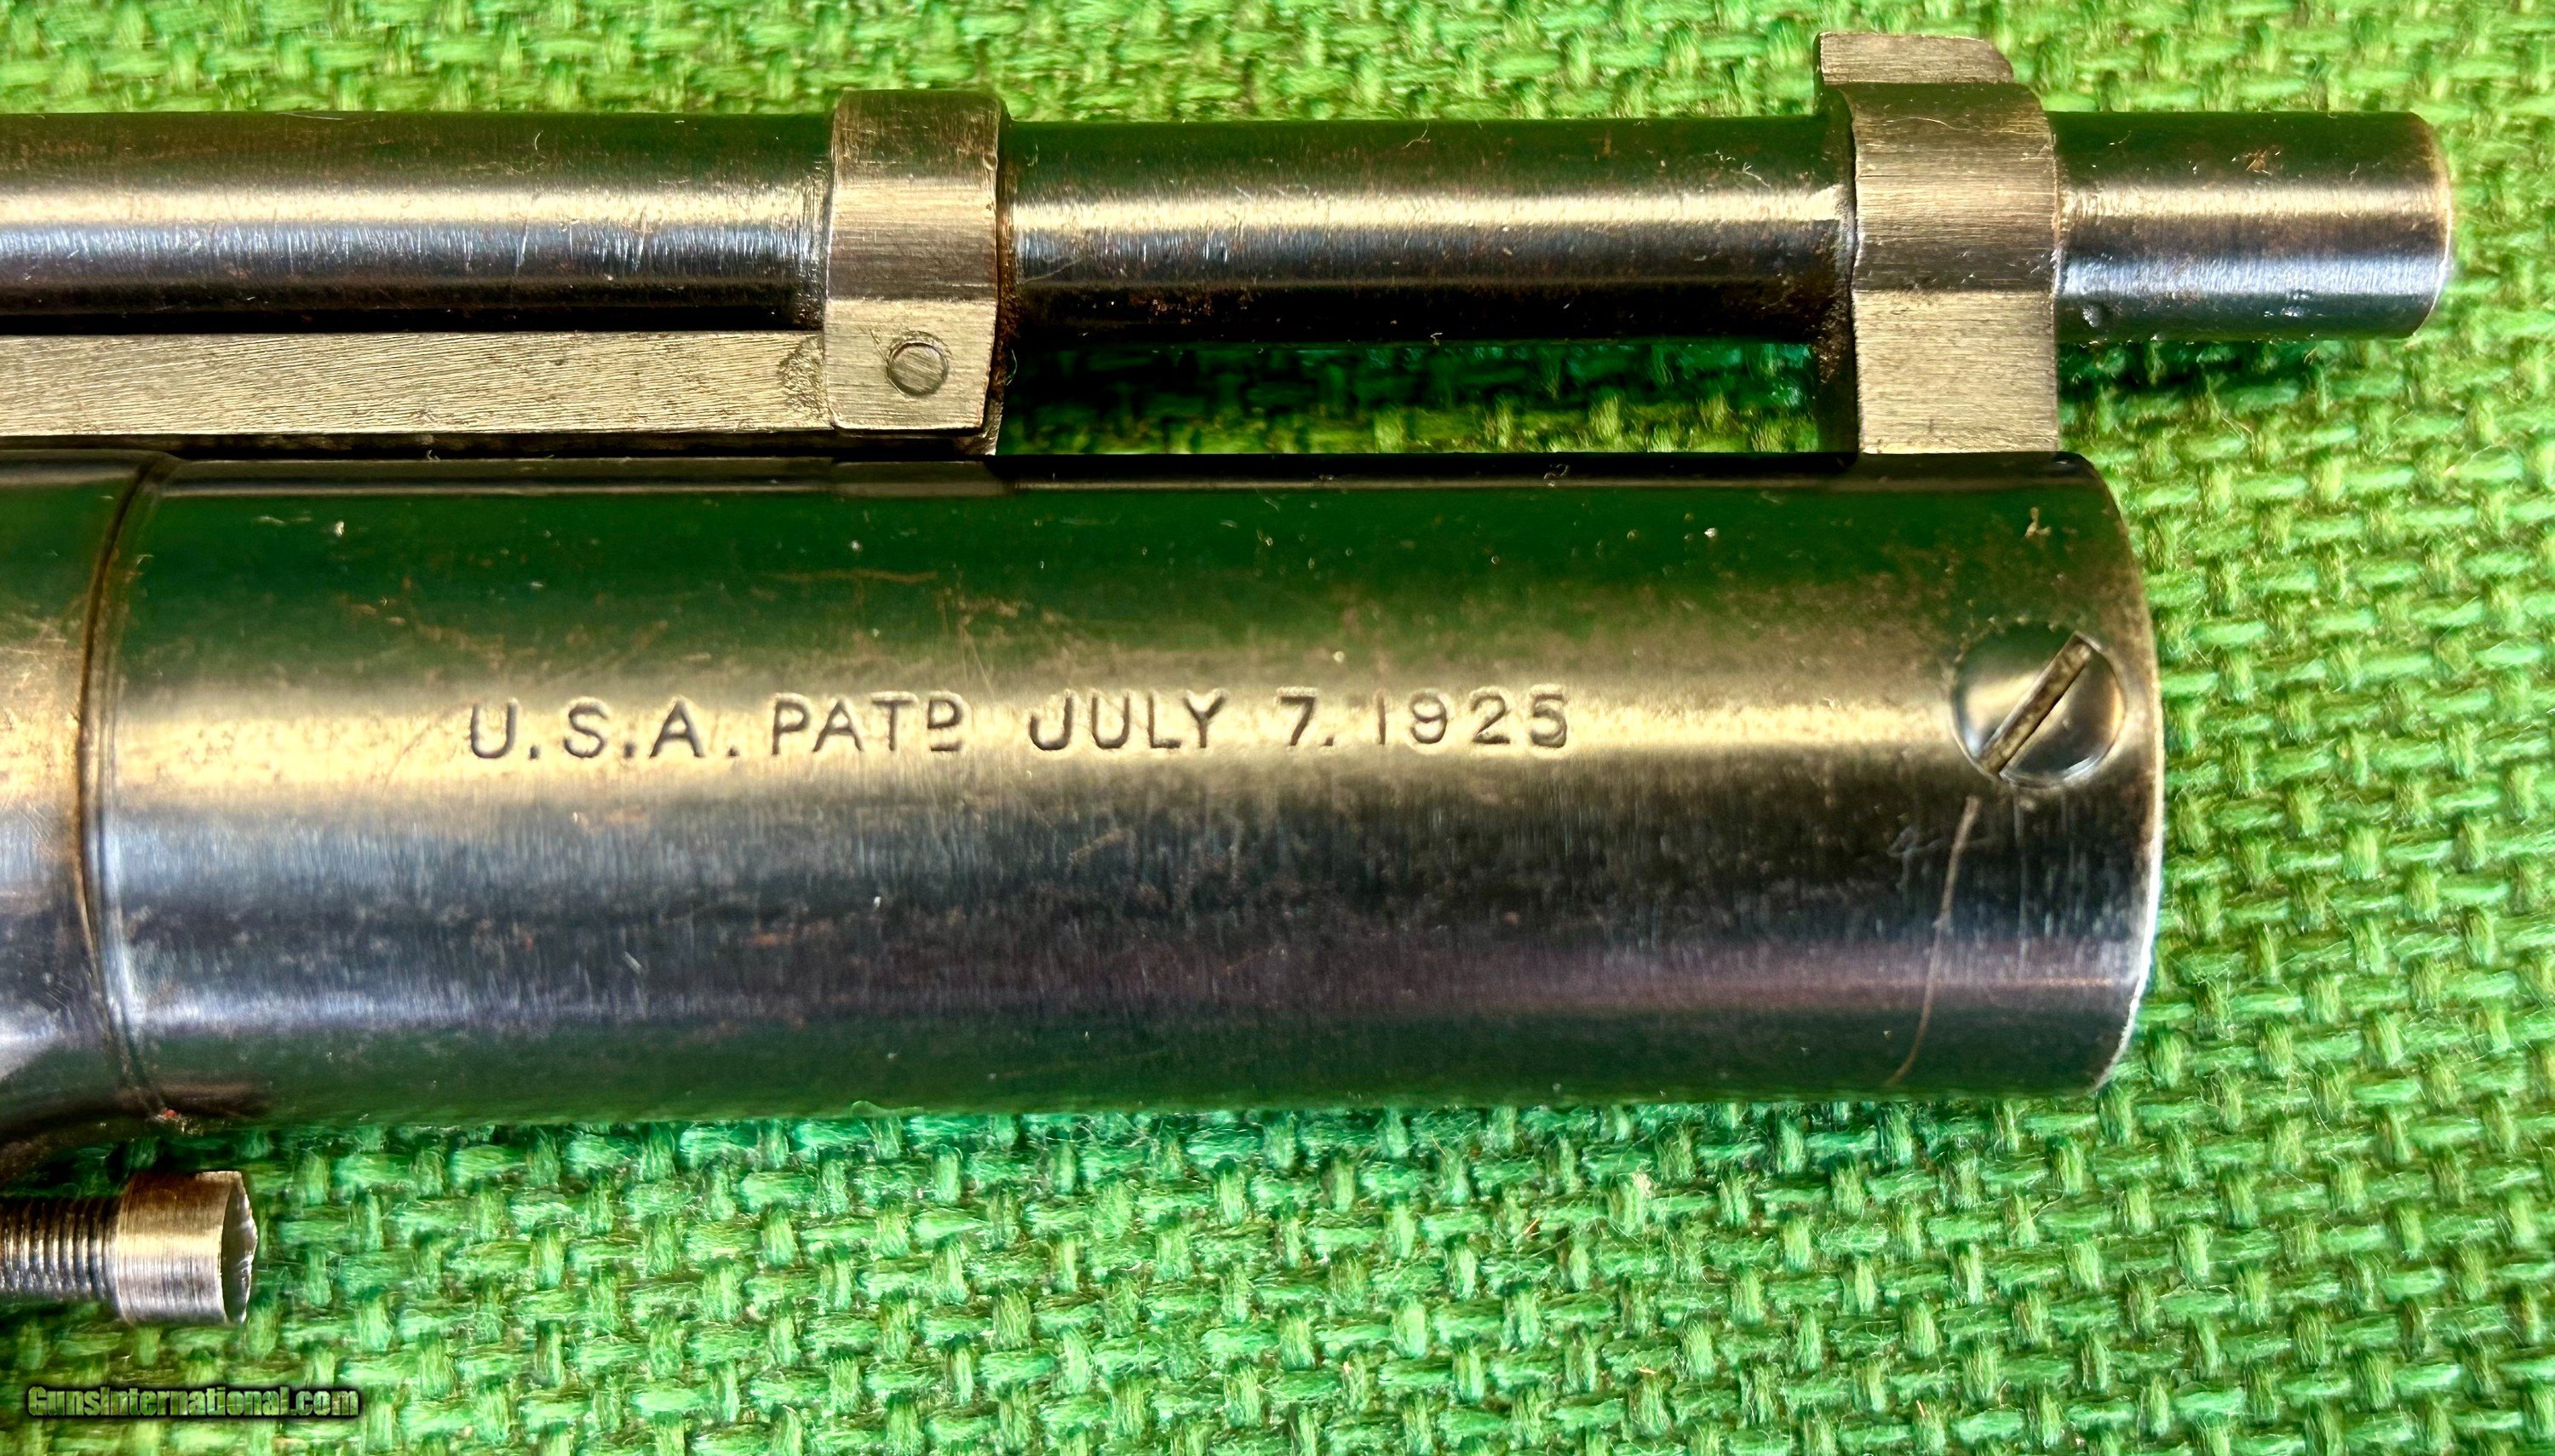 U.S.A. PATD JULY 7. 1925
GunsInternational.com